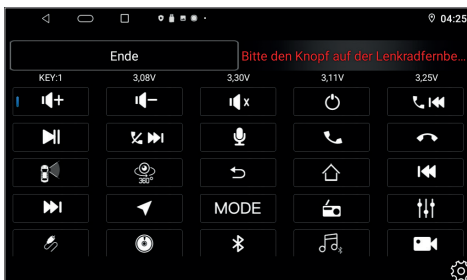 04:25
Ende
Bitte den Knopf auf der Lenkradfernbe...
KEY:1 3,08V 3,30V 3,11V 3,25V
x
360°
MODE